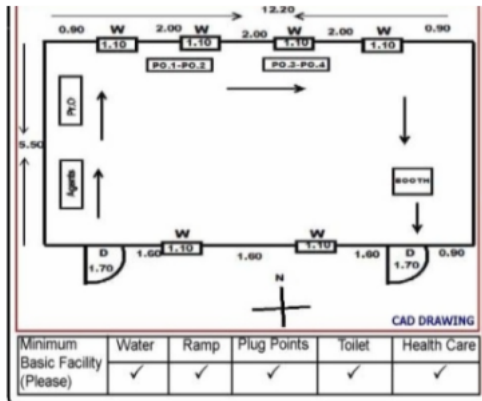 12.20
0.90 W 2.00 W 2.00 W 2.00 W 0.90
1.10 1.10 1.10 1.10
PO.1-PO.2 PO.3-PO.4
Pr.O
5.50
Agents
BOOTH
D 1.60 W 1.60 W 1.60 D 0.90
1.70 1.10 1.10 1.70
N
CAD DRAWING
Minimum Basic Facility (Please) Water Ramp Plug Points Toilet Health Care
✓ ✓ ✓ ✓ ✓